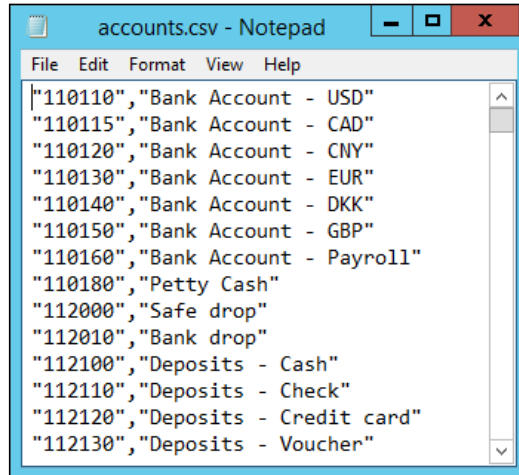 accounts.csv - Notepad
File Edit Format View Help
"110110","Bank Account - USD"
"110115","Bank Account - CAD"
"110120","Bank Account - CNY"
"110130","Bank Account - EUR"
"110140","Bank Account - DKK"
"110150","Bank Account - GBP"
"110160","Bank Account - Payroll"
"110180","Petty Cash"
"112000","Safe drop"
"112010","Bank drop"
"112100","Deposits - Cash"
"112110","Deposits - Check"
"112120","Deposits - Credit card"
"112130","Deposits - Voucher"